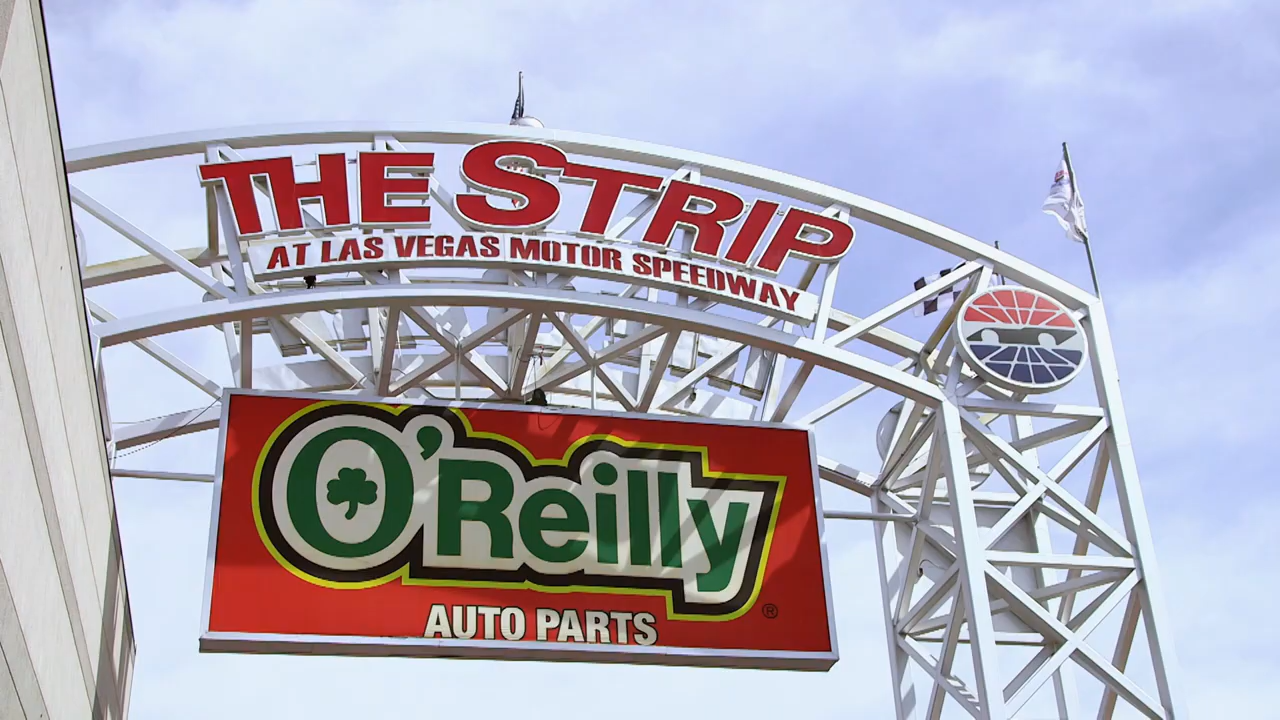 THE STRIP
AT LAS VEGAS MOTOR SPEEDWAY
O'Reilly
AUTO PARTS
®